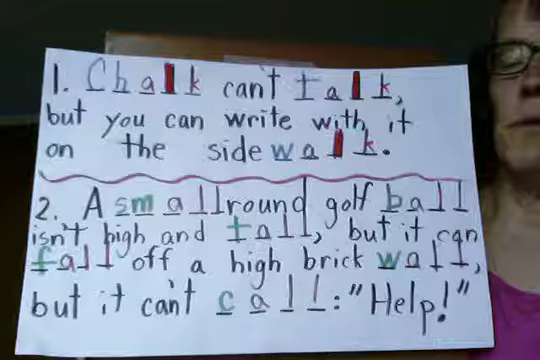 1. Chalk can't talk,
but you can write with it
on the sidewalk.
2. A small round golf ball
isn't high and tall, but it can
fall off a high brick wall,
but it can't call: "Help!"